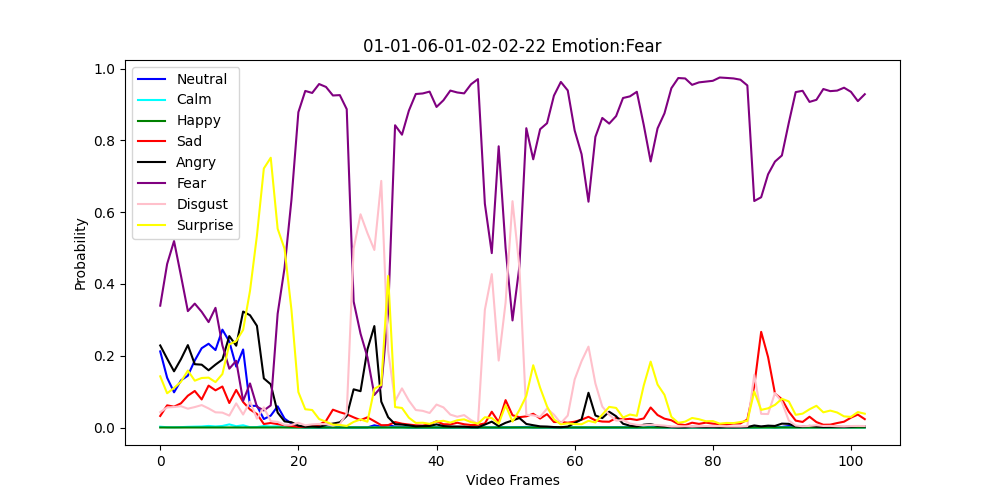 01-01-06-01-02-02-22 Emotion:Fear
1.0
0.8
0.6
0.4
0.2
0.0
Probability
Neutral
Calm
Happy
Sad
Angry
Fear
Disgust
Surprise
0 20 40 60 80 100
Video Frames